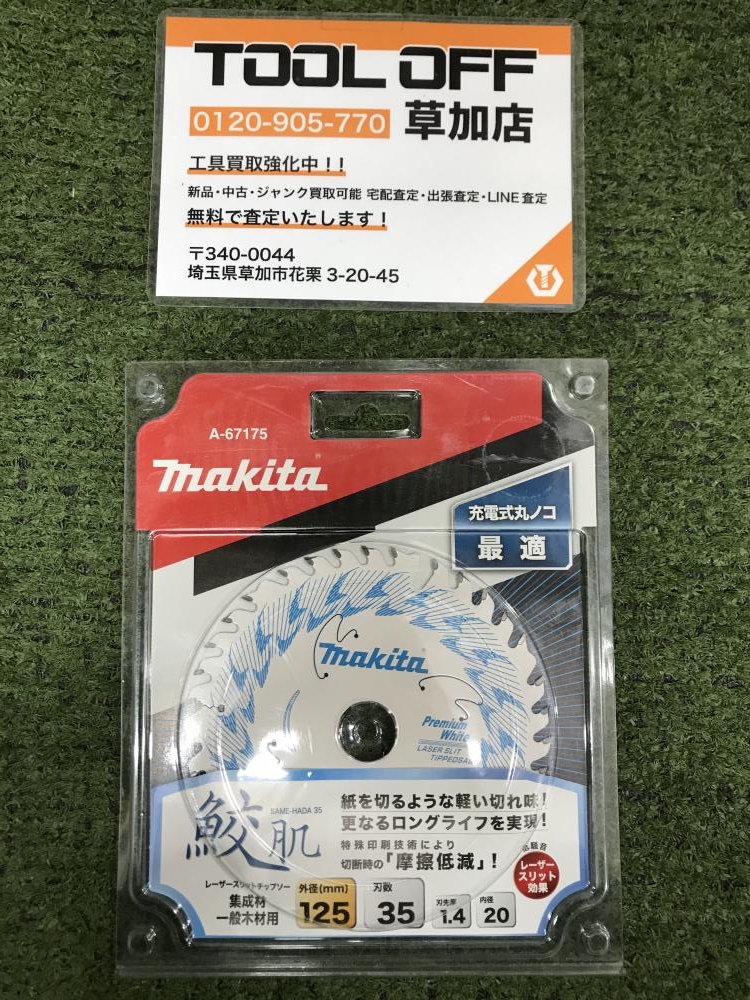 TOOL OFF
0120-905-770 草加店
工具買取強化中！！
新品・中古・ジャンク買取可能 宅配査定・出張査定・LINE査定
無料で査定いたします！
〒340-0044
埼玉県草加市花栗 3-20-45
A-67175
makita
充電式丸ノコ
最適
makita
Premium
White
LASER SLIT
TIPPEDSAW
鮫肌
SAME-HADA 35
紙を切るような軽い切れ味！
更なるロングライフを実現！
特殊印刷技術により
切断時の「摩擦低減」！
低騒音
レーザー
スリット
効果
レーザースリットチップソー
集成材
一般木材用
外径(mm)
125
刃数
35
刃先厚
1.4
内径
20